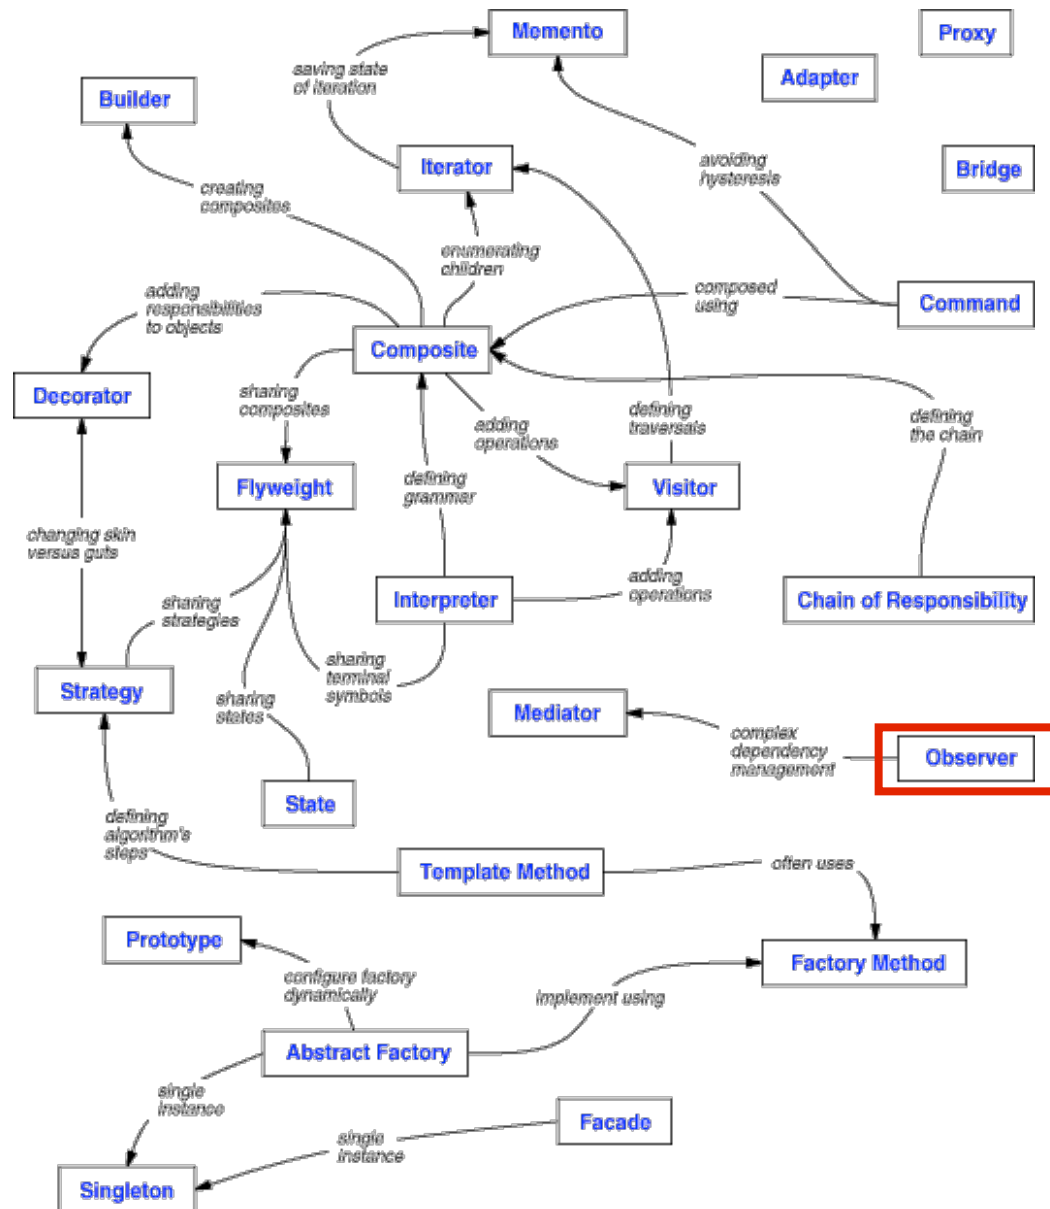 Memento
Proxy
Adapter
saving state
of iteration
Builder
Iterator
avoiding
hysteresis
Bridge
creating
composites
enumerating
children
adding
responsibilities
to objects
composed
using
Command
Composite
Decorator
sharing
composites
adding
operations
defining
traversals
defining
the chain
Flyweight
defining
grammar
Visitor
changing skin
versus guts
sharing
strategies
Interpreter
adding
operations
Chain of Responsibility
Strategy
sharing
states
sharing
terminal
symbols
Mediator
complex
dependency
management
Observer
State
defining
algorithm's
steps
Template Method
often uses
Prototype
Factory Method
configure factory
dynamically
implement using
Abstract Factory
single
instance
Facade
single
instance
Singleton